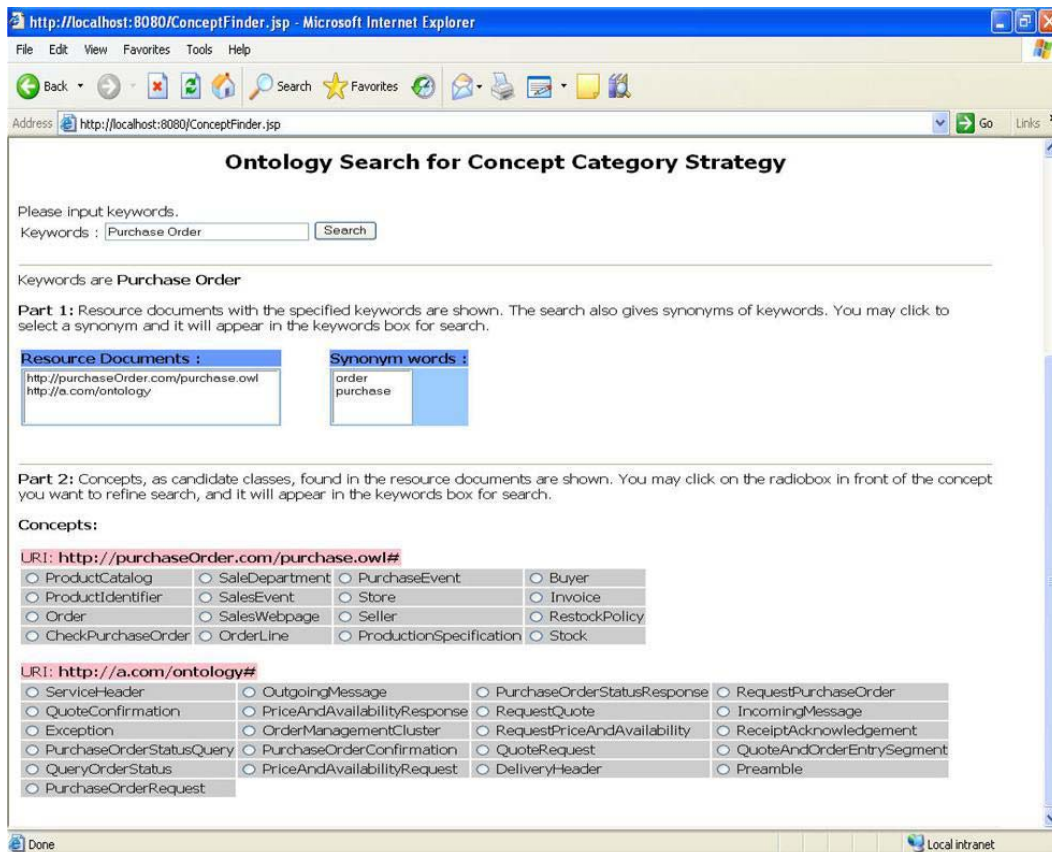 http://localhost:8080/ConceptFinder.jsp - Microsoft Internet Explorer
File Edit View Favorites Tools Help
Back Search Favorites
Address http://localhost:8080/ConceptFinder.jsp Go Links
Ontology Search for Concept Category Strategy
Please input keywords.
Keywords : Purchase Order Search
Keywords are Purchase Order
Part 1: Resource documents with the specified keywords are shown. The search also gives synonyms of keywords. You may click to
select a synonym and it will appear in the keywords box for search.
Resource Documents : Synonym words :
http://purchaseOrder.com/purchase.owl order
http://a.com/ontology purchase
Part 2: Concepts, as candidate classes, found in the resource documents are shown. You may click on the radiobox in front of the concept
you want to refine search, and it will appear in the keywords box for search.
Concepts:
URI: http://purchaseOrder.com/purchase.owl#
ProductCatalog SaleDepartment PurchaseEvent Buyer
ProductIdentifier SalesEvent Store Invoice
Order SalesWebpage Seller RestockPolicy
CheckPurchaseOrder OrderLine ProductionSpecification Stock
URI: http://a.com/ontology#
ServiceHeader OutgoingMessage PurchaseOrderStatusResponse RequestPurchaseOrder
QuoteConfirmation PriceAndAvailabilityResponse RequestQuote IncomingMessage
Exception OrderManagementCluster RequestPriceAndAvailability ReceiptAcknowledgement
PurchaseOrderStatusQuery PurchaseOrderConfirmation QuoteRequest QuoteAndOrderEntrySegment
QueryOrderStatus PriceAndAvailabilityRequest DeliveryHeader Preamble
PurchaseOrderRequest
Done Local intranet